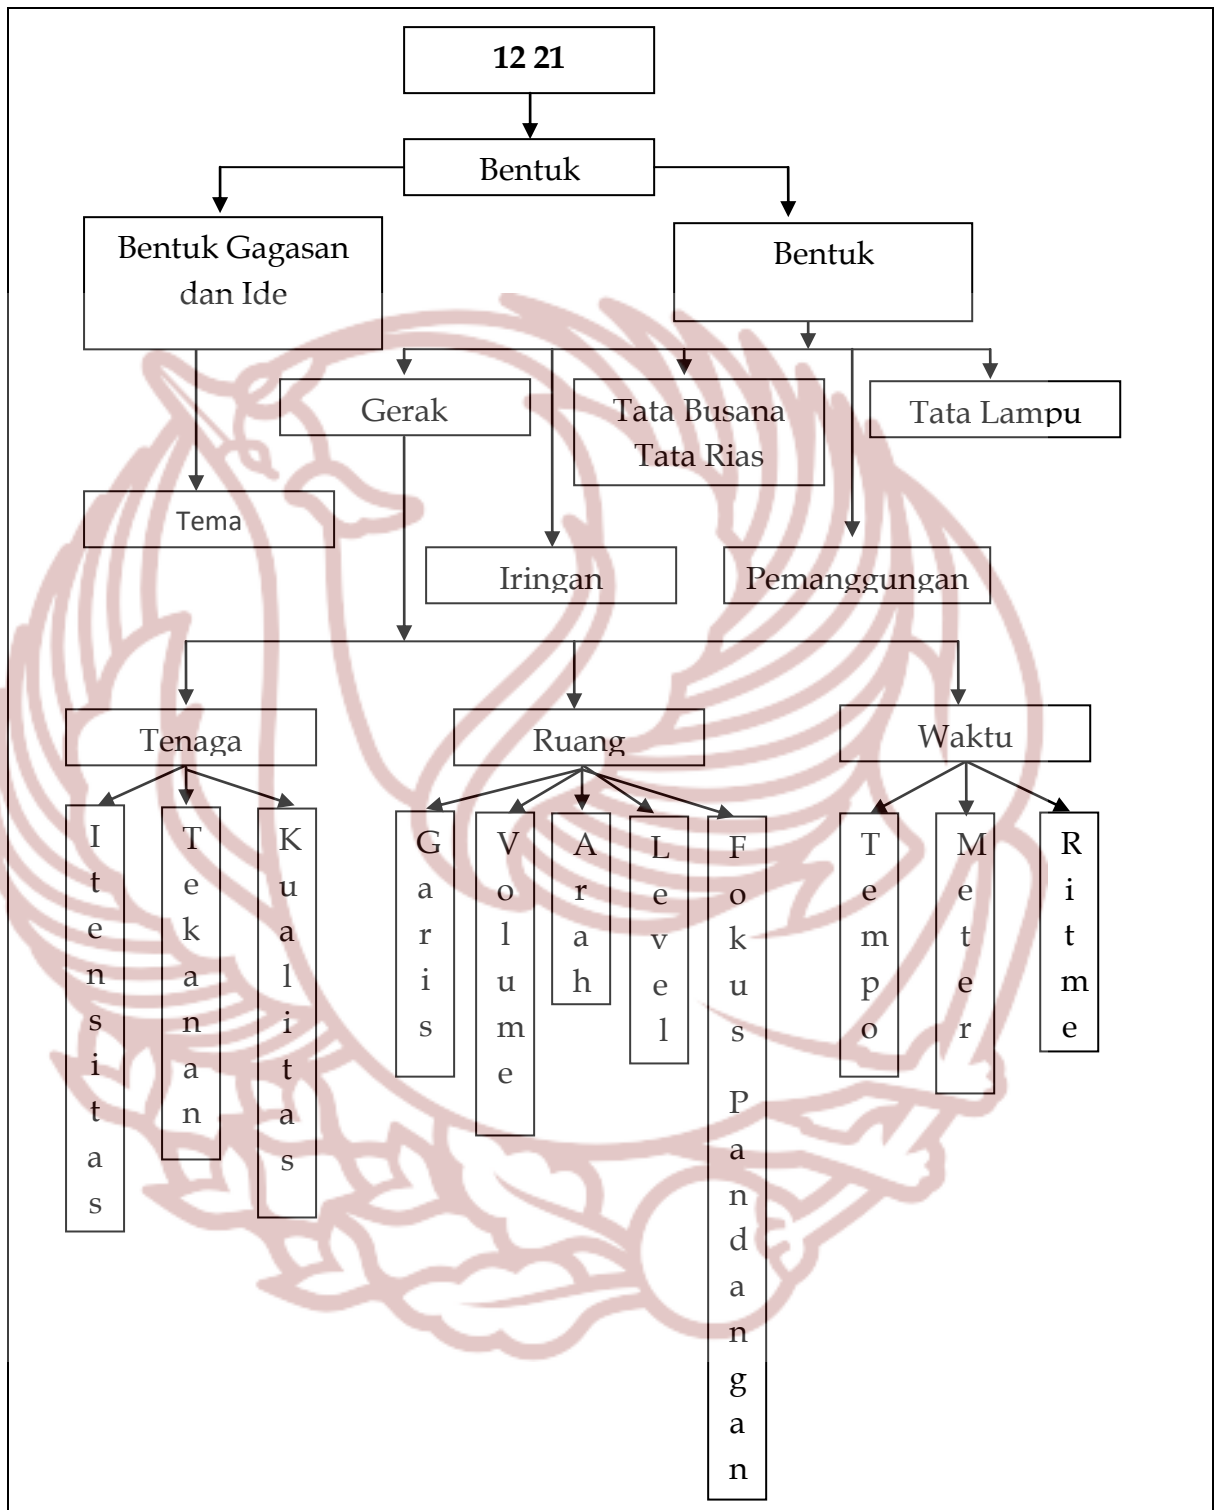 12 21
Bentuk
Bentuk Gagasan
dan Ide
Bentuk
Gerak
Tata Busana
Tata Rias
Tata Lampu
Tema
Iringan
Pemanggungan
Tenaga
Ruang
Waktu
Itensitas
Tekanan
Kualitas
Garis
Volume
Arah
Level
Fokus Pandangan
Tempo
Meter
Ritme